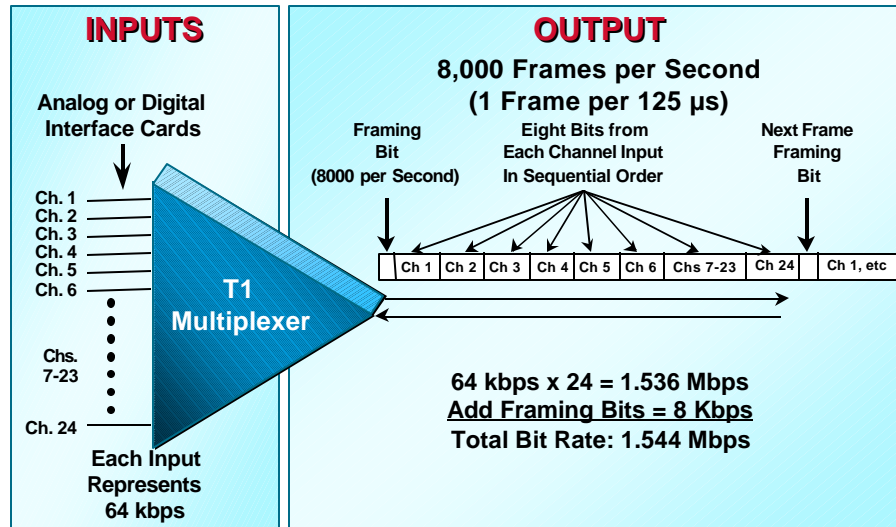 INPUTS
Analog or Digital
Interface Cards
Ch. 1
Ch. 2
Ch. 3
Ch. 4
Ch. 5
Ch. 6
Chs.
7-23
Ch. 24
T1
Multiplexer
Each Input
Represents
64 kbps
OUTPUT
8,000 Frames per Second
(1 Frame per 125 µs)
Framing
Bit
(8000 per Second)
Eight Bits from
Each Channel Input
In Sequential Order
Next Frame
Framing
Bit
Ch 1 Ch 2 Ch 3 Ch 4 Ch 5 Ch 6 Chs 7-23 Ch 24 Ch 1, etc
64 kbps x 24 = 1.536 Mbps
Add Framing Bits = 8 Kbps
Total Bit Rate: 1.544 Mbps